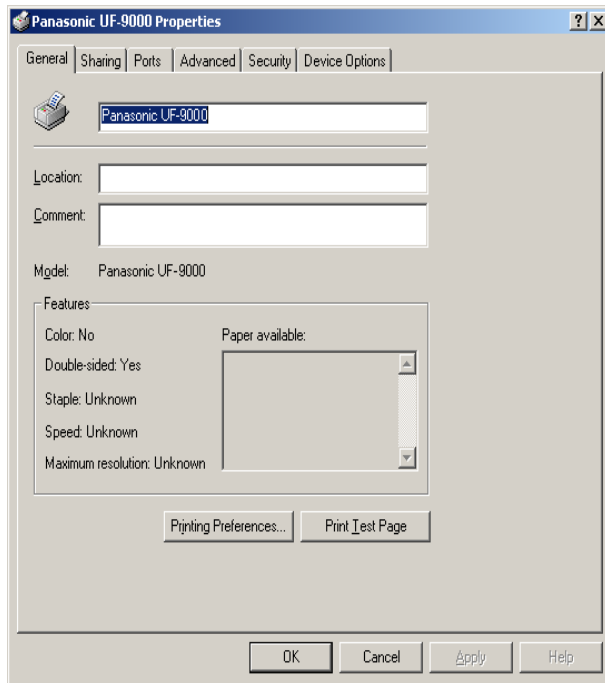 Panasonic UF-9000 Properties
General Sharing Ports Advanced Security Device Options
Panasonic UF-9000
Location:
Comment:
Model: Panasonic UF-9000
Features
Color: No Paper available:
Double-sided: Yes
Staple: Unknown
Speed: Unknown
Maximum resolution: Unknown
Printing Preferences... Print Test Page
OK Cancel Apply Help